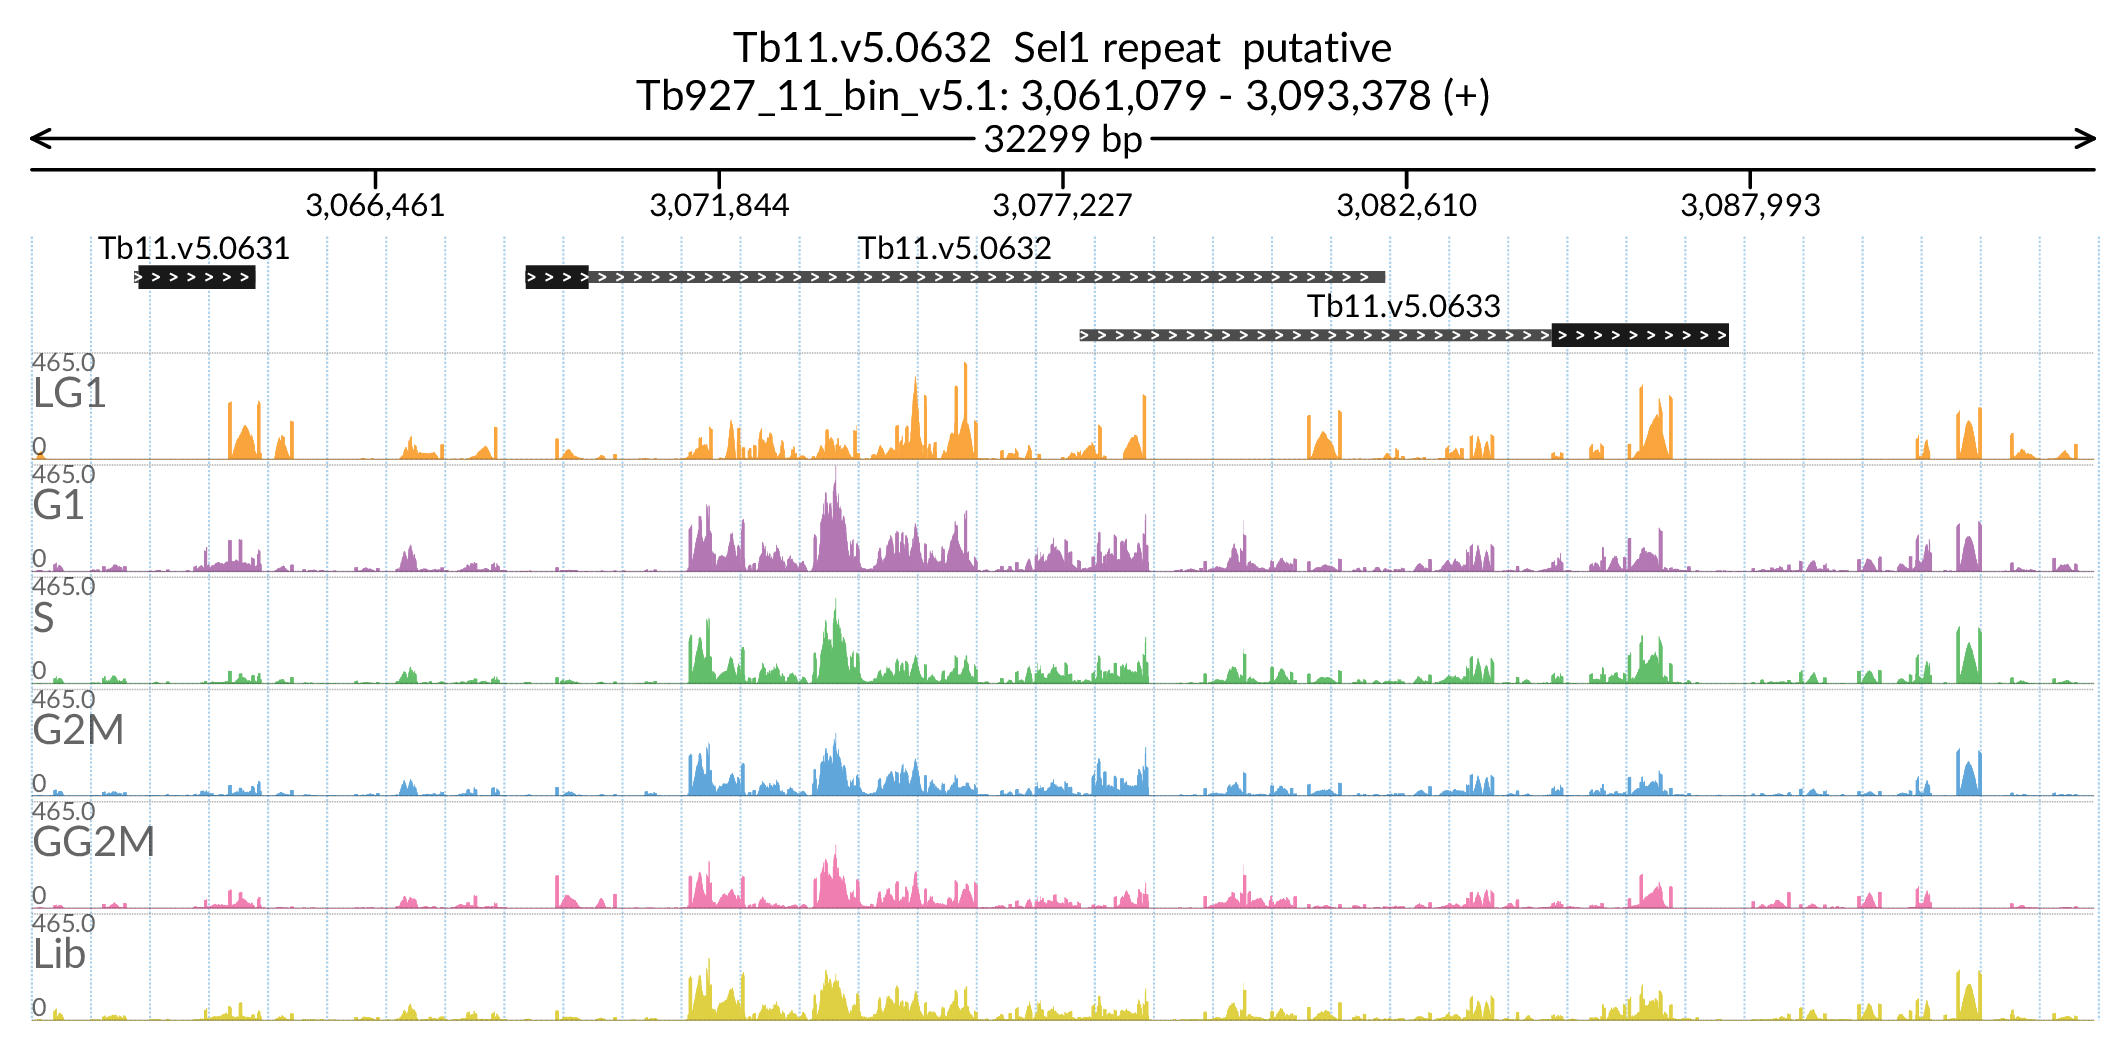 Tb11.v5.0632  Sel1 repeat  putative
Tb927_11_bin_v5.1: 3,061,079 - 3,093,378 (+)
32299 bp
3,066,461 3,071,844 3,077,227 3,082,610 3,087,993
Tb11.v5.0631 Tb11.v5.0632
Tb11.v5.0633
465.0
LG1
0
465.0
G1
0
465.0
S
0
465.0
G2M
0
465.0
GG2M
0
465.0
Lib
0